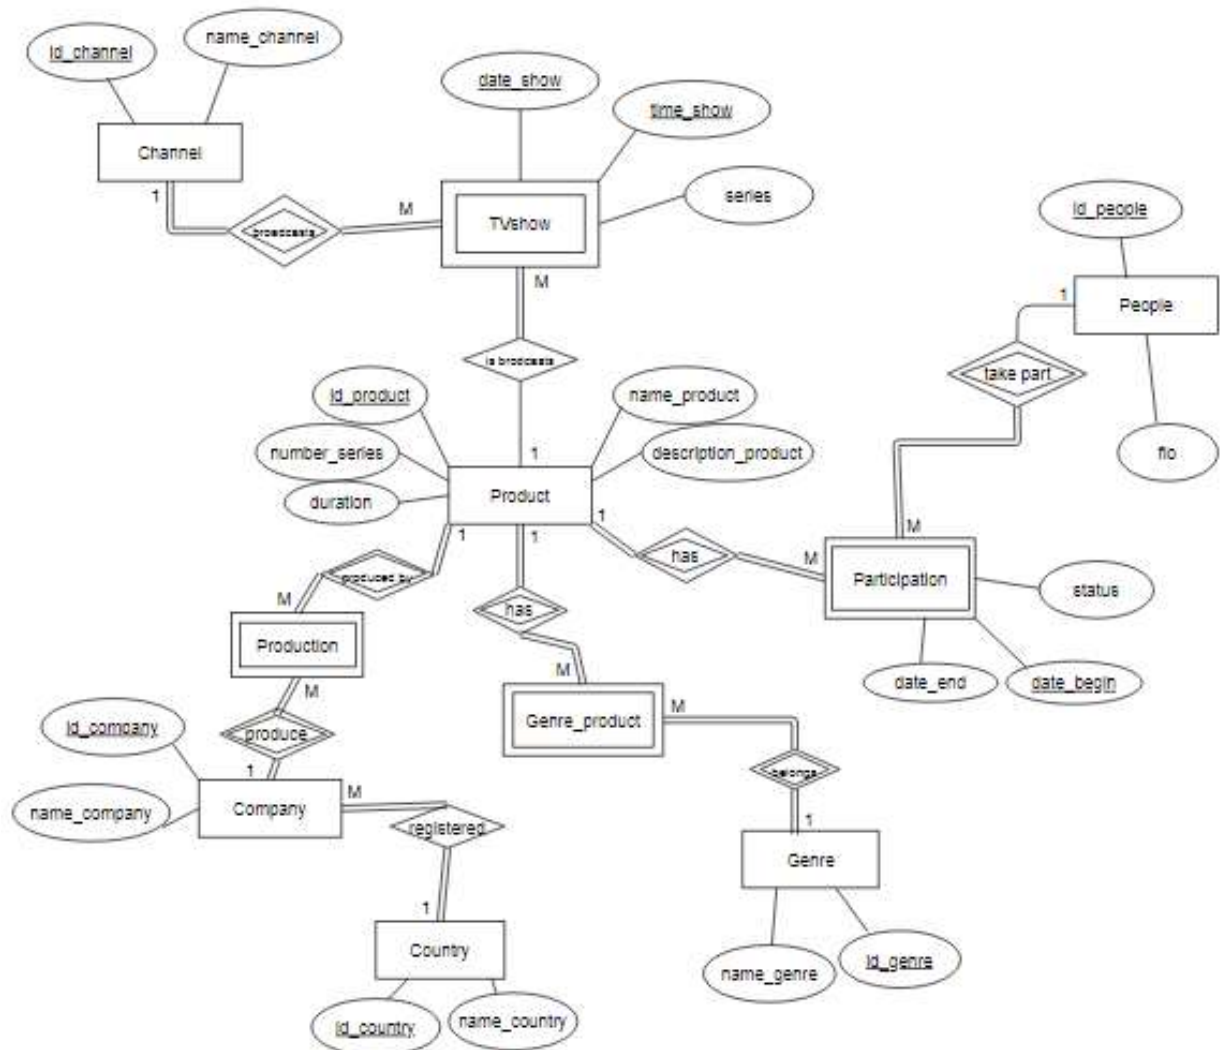 id_channel
name_channel
Channel
1
M
date_show
time_show
series
TVshow
M
is brodcasts
1
id_people
People
1
take part
fio
M
id_product
number_series
duration
name_product
description_product
Product
1
1
1
has
M
Participation
status
date_end
date_begin
produced by
M
Production
M
produce
1
has
M
Genre_product
M
belongs
1
Genre
name_genre
id_genre
id_company
name_company
Company
M
registered
1
Country
id_country
name_country